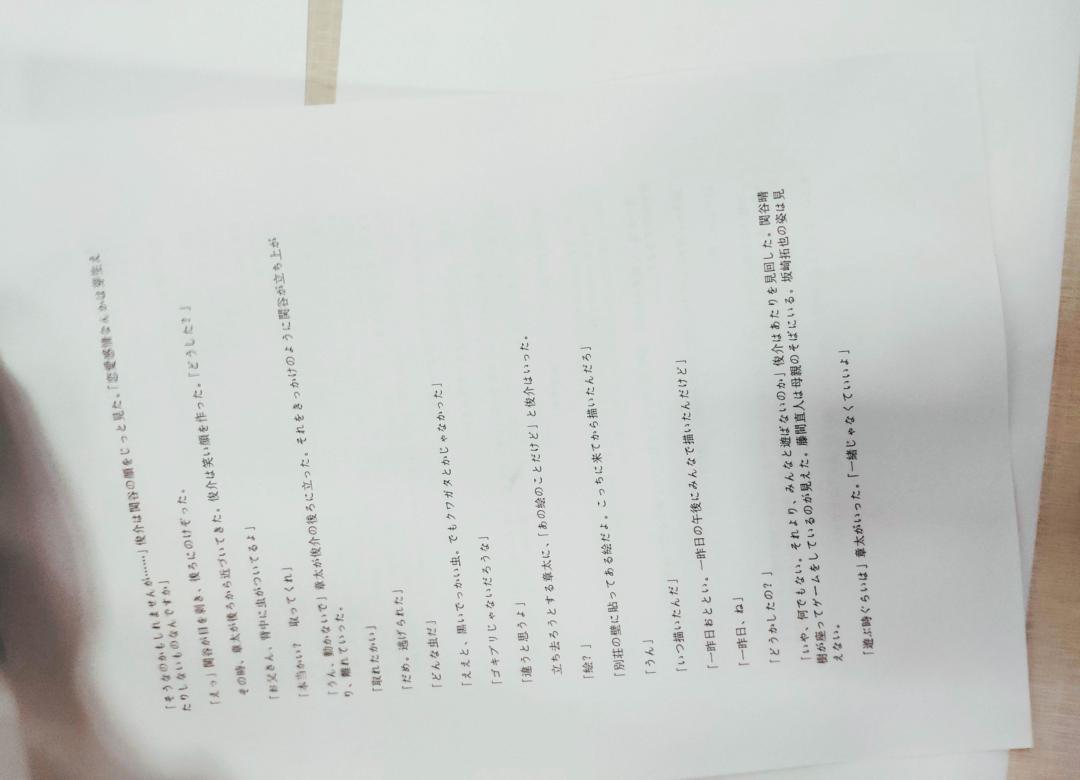 「そうなのかもしれませんが……」俊介は関谷の顔をじっと見た。「恋愛感情なんかは芽生え
たりしないものなんですか」
「えっ」関谷が目を剥き、後ろにのけぞった。
その時、章太が後ろから近づいてきた。俊介は笑い顔を作った。「どうした？」
「お父さん、背中に虫がついてるよ」
「本当かい？　取ってくれ」
「うん、動かないで」章太が俊介の後ろに立った。それをきっかけのように関谷が立ち上が
り、離れていった。
「取れたかい」
「だめ。逃げられた」
「どんな虫だ」
「ええと、黒いでっかい虫。でもクワガタとかじゃなかった」
「ゴキブリじゃないだろうな」
「違うと思うよ」
立ち去ろうとする章太に、「あの絵のことだけど」と俊介はいった。
「絵？」
「別荘の壁に貼ってある絵だよ。こっちに来てから描いたんだろ」
「うん」
「いつ描いたんだ」
「一昨日おととい。一昨日の午後にみんなで描いたんだけど」
「一昨日、ね」
「どうかしたの？」
「いや、何でもない。それより、みんなと遊ばないのか」俊介はあたりを見回した。関谷晴
樹が座ってゲームをしているのが見えた。藤間直人は母親のそばにいる。坂崎拓也の姿は見
えない。
「遊ぶ時ぐらいは」章太がいった。「一緒じゃなくていいよ」